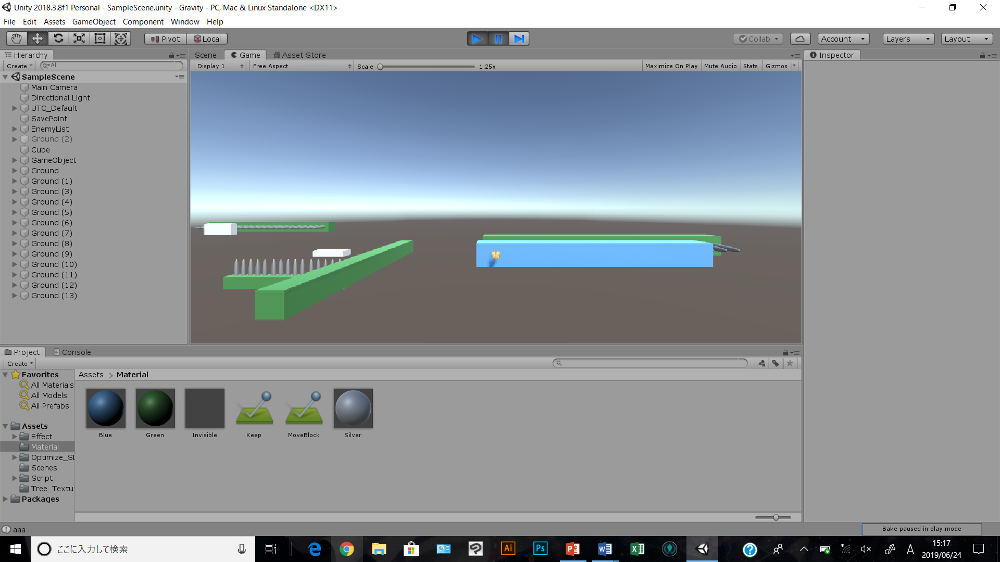 Unity 2018.3.8f1 Personal - SampleScene.unity - Gravity - PC, Mac & Linux Standalone <DX11>
File Edit Assets GameObject Component Window Help
Pivot Local Collab Account Layers Layout
Hierarchy
Create All
SampleScene
Main Camera
Directional Light
UTC_Default
SavePoint
EnemyList
Ground (2)
Cube
GameObject
Ground
Ground (1)
Ground (3)
Ground (4)
Ground (5)
Ground (6)
Ground (7)
Ground (8)
Ground (9)
Ground (10)
Ground (11)
Ground (12)
Ground (13)
Scene Game Asset Store
Display 1 Free Aspect Scale 1.25x Maximize On Play Mute Audio Stats Gizmos
Inspector
Project Console
Create
Favorites
All Materials
All Models
All Prefabs
Assets
Effect
Material
Optimize_SD
Scenes
Script
Tree_Textu
Packages
Assets > Material
Blue Green Invisible Keep MoveBlock Silver
aaa
Bake paused in play mode
ここに入力して検索
Ai Ps A
15:17
2019/06/24